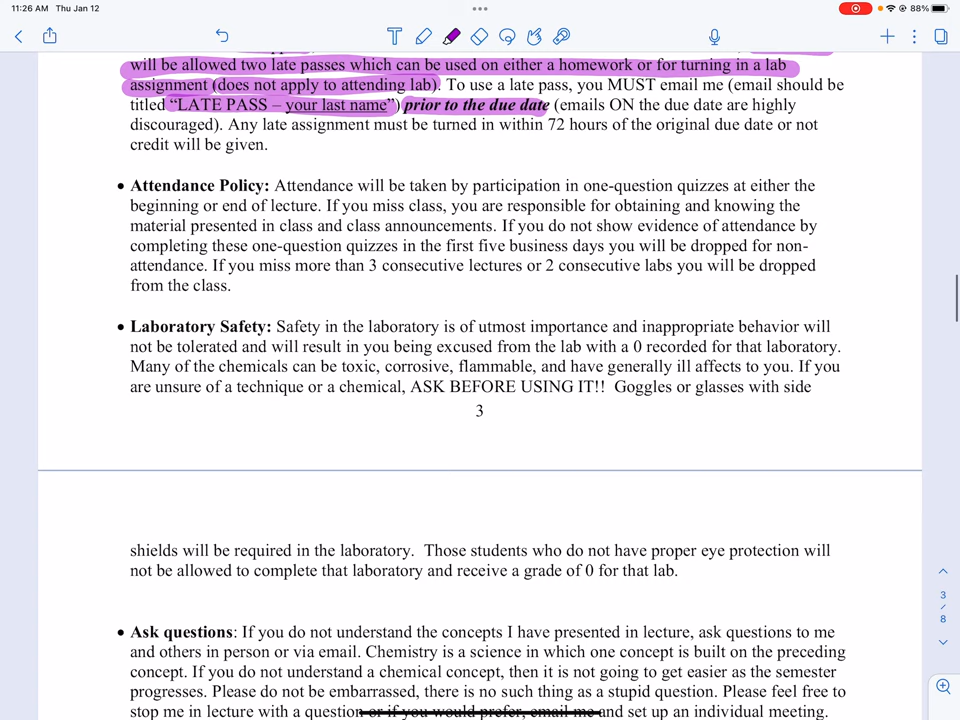 11:26 AM Thu Jan 12
88%
will be allowed two late passes which can be used on either a homework or for turning in a lab
assignment (does not apply to attending lab). To use a late pass, you MUST email me (email should be
titled “LATE PASS – your last name”) prior to the due date (emails ON the due date are highly
discouraged). Any late assignment must be turned in within 72 hours of the original due date or not
credit will be given.
• Attendance Policy: Attendance will be taken by participation in one-question quizzes at either the
beginning or end of lecture. If you miss class, you are responsible for obtaining and knowing the
material presented in class and class announcements. If you do not show evidence of attendance by
completing these one-question quizzes in the first five business days you will be dropped for non-
attendance. If you miss more than 3 consecutive lectures or 2 consecutive labs you will be dropped
from the class.
• Laboratory Safety: Safety in the laboratory is of utmost importance and inappropriate behavior will
not be tolerated and will result in you being excused from the lab with a 0 recorded for that laboratory.
Many of the chemicals can be toxic, corrosive, flammable, and have generally ill affects to you. If you
are unsure of a technique or a chemical, ASK BEFORE USING IT!! Goggles or glasses with side
3
shields will be required in the laboratory. Those students who do not have proper eye protection will
not be allowed to complete that laboratory and receive a grade of 0 for that lab.
3
/
8
• Ask questions: If you do not understand the concepts I have presented in lecture, ask questions to me
and others in person or via email. Chemistry is a science in which one concept is built on the preceding
concept. If you do not understand a chemical concept, then it is not going to get easier as the semester
progresses. Please do not be embarrassed, there is no such thing as a stupid question. Please feel free to
stop me in lecture with a question or if you would prefer, email me and set up an individual meeting.